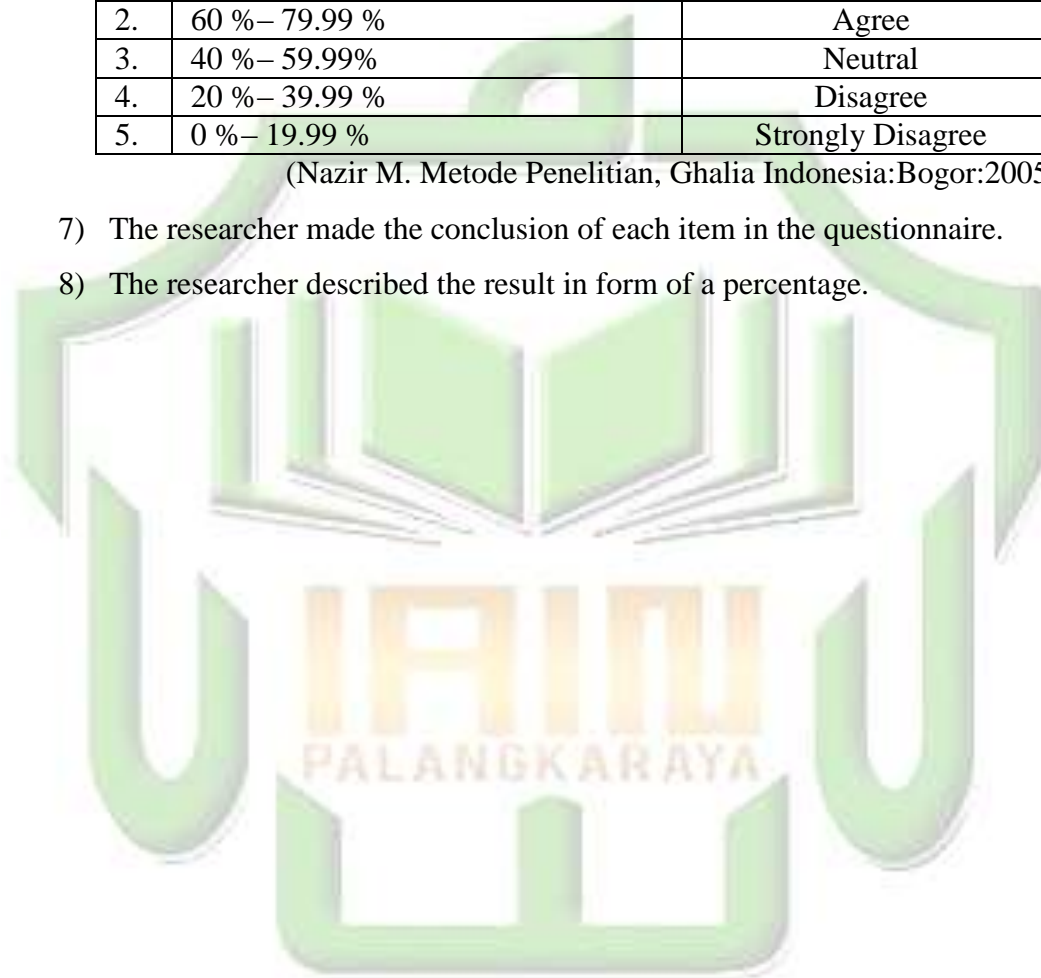 2. 60 %– 79.99 % Agree
3. 40 %– 59.99% Neutral
4. 20 %– 39.99 % Disagree
5. 0 %– 19.99 % Strongly Disagree
(Nazir M. Metode Penelitian, Ghalia Indonesia:Bogor:2005
7) The researcher made the conclusion of each item in the questionnaire.
8) The researcher described the result in form of a percentage.
IAIN
PALANGKARAYA